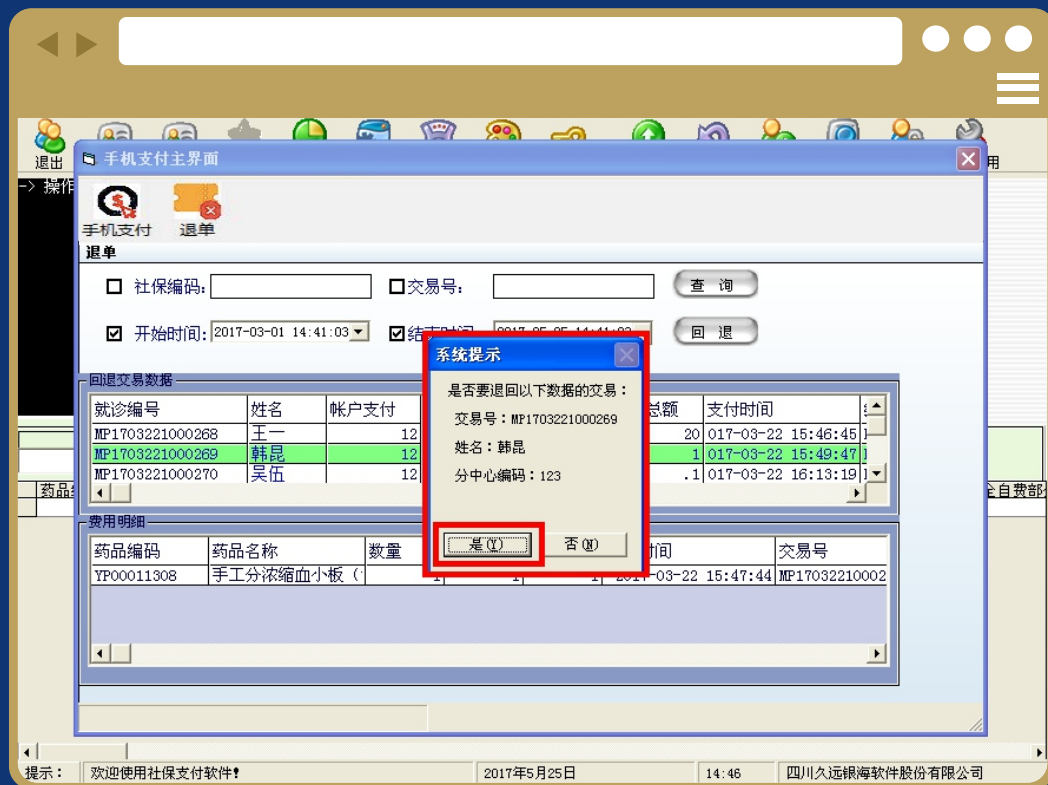 退出
用
手机支付主界面
-> 操作
手机支付 退单
退单
社保编码: 交易号:
查 询
开始时间: 2017-03-01 14:41:03
回 退
系统提示
是否要退回以下数据的交易:
交易号:MP1703221000269
姓名:韩昆
分中心编码:123
是(Y) 否(N)
回退交易数据
就诊编号 姓名 帐户支付 总额 支付时间
MP1703221000268 王一 12 20 017-03-22 15:46:45
MP1703221000269 韩昆 12 1 017-03-22 15:49:47
MP1703221000270 吴伍 12 .1 017-03-22 16:13:19
药品
全自费部
费用明细
药品编码 药品名称 数量 时间 交易号
YP00011308 手工分浓缩血小板( 1 1 1 2017-03-22 15:47:44 MP17032210002
提示: 欢迎使用社保支付软件! 2017年5月25日 14:46 四川久远银海软件股份有限公司